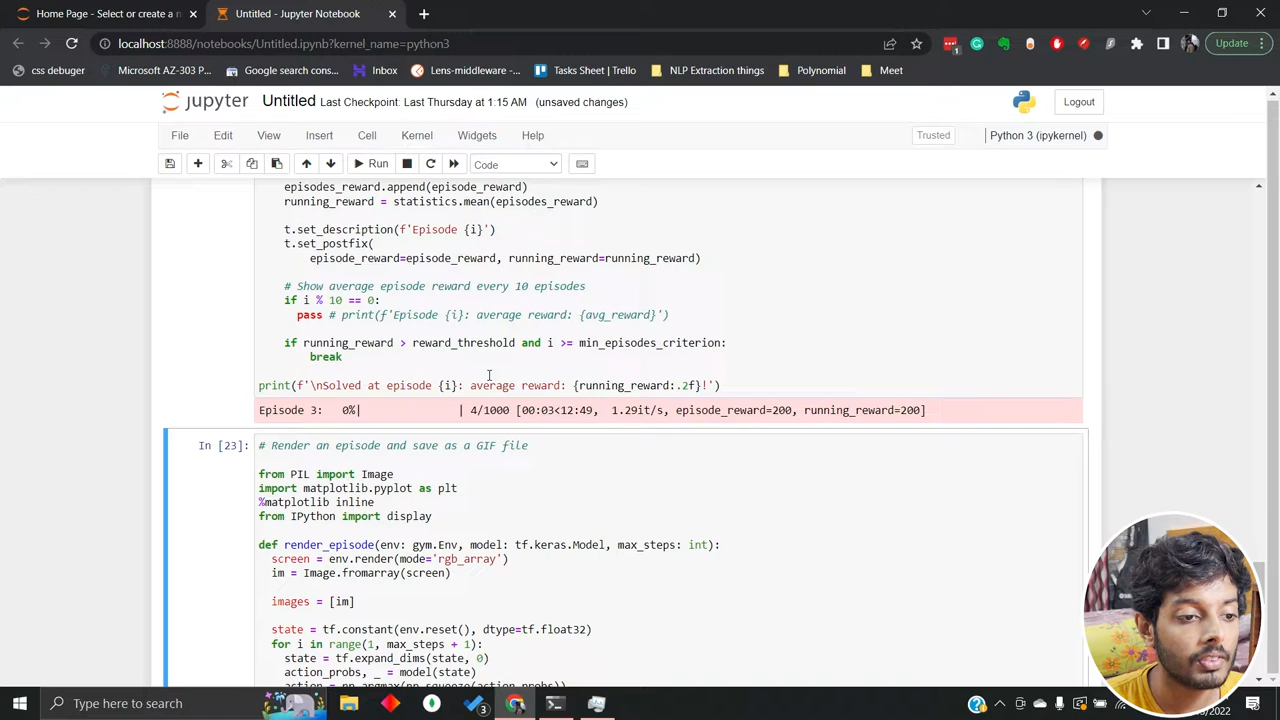 Home Page - Select or create a n
Untitled - Jupyter Notebook
localhost:8888/notebooks/Untitled.ipynb?kernel_name=python3
Update
css debuger
Microsoft AZ-303 P...
Google search cons...
Inbox
Lens-middleware -...
Tasks Sheet | Trello
NLP Extraction things
Polynomial
Meet
jupyter Untitled Last Checkpoint: Last Thursday at 1:15 AM (unsaved changes)
Logout
File Edit View Insert Cell Kernel Widgets Help
Trusted
Python 3 (ipykernel)
Run
Code
episodes_reward.append(episode_reward)
running_reward = statistics.mean(episodes_reward)
t.set_description(f'Episode {i}')
t.set_postfix(
episode_reward=episode_reward, running_reward=running_reward)
# Show average episode reward every 10 episodes
if i % 10 == 0:
pass # print(f'Episode {i}: average reward: {avg_reward}')
if running_reward > reward_threshold and i >= min_episodes_criterion:
break
print(f'\nSolved at episode {i}: average reward: {running_reward:.2f}!')
Episode 3: 0%| | 4/1000 [00:03<12:49, 1.29it/s, episode_reward=200, running_reward=200]
In [23]:
# Render an episode and save as a GIF file
from PIL import Image
import matplotlib.pyplot as plt
%matplotlib inline
from IPython import display
def render_episode(env: gym.Env, model: tf.keras.Model, max_steps: int):
screen = env.render(mode='rgb_array')
im = Image.fromarray(screen)
images = [im]
state = tf.constant(env.reset(), dtype=tf.float32)
for i in range(1, max_steps + 1):
state = tf.expand_dims(state, 0)
action_probs, _ = model(state)
action = np.argmax(np.squeeze(action_probs))
Type here to search